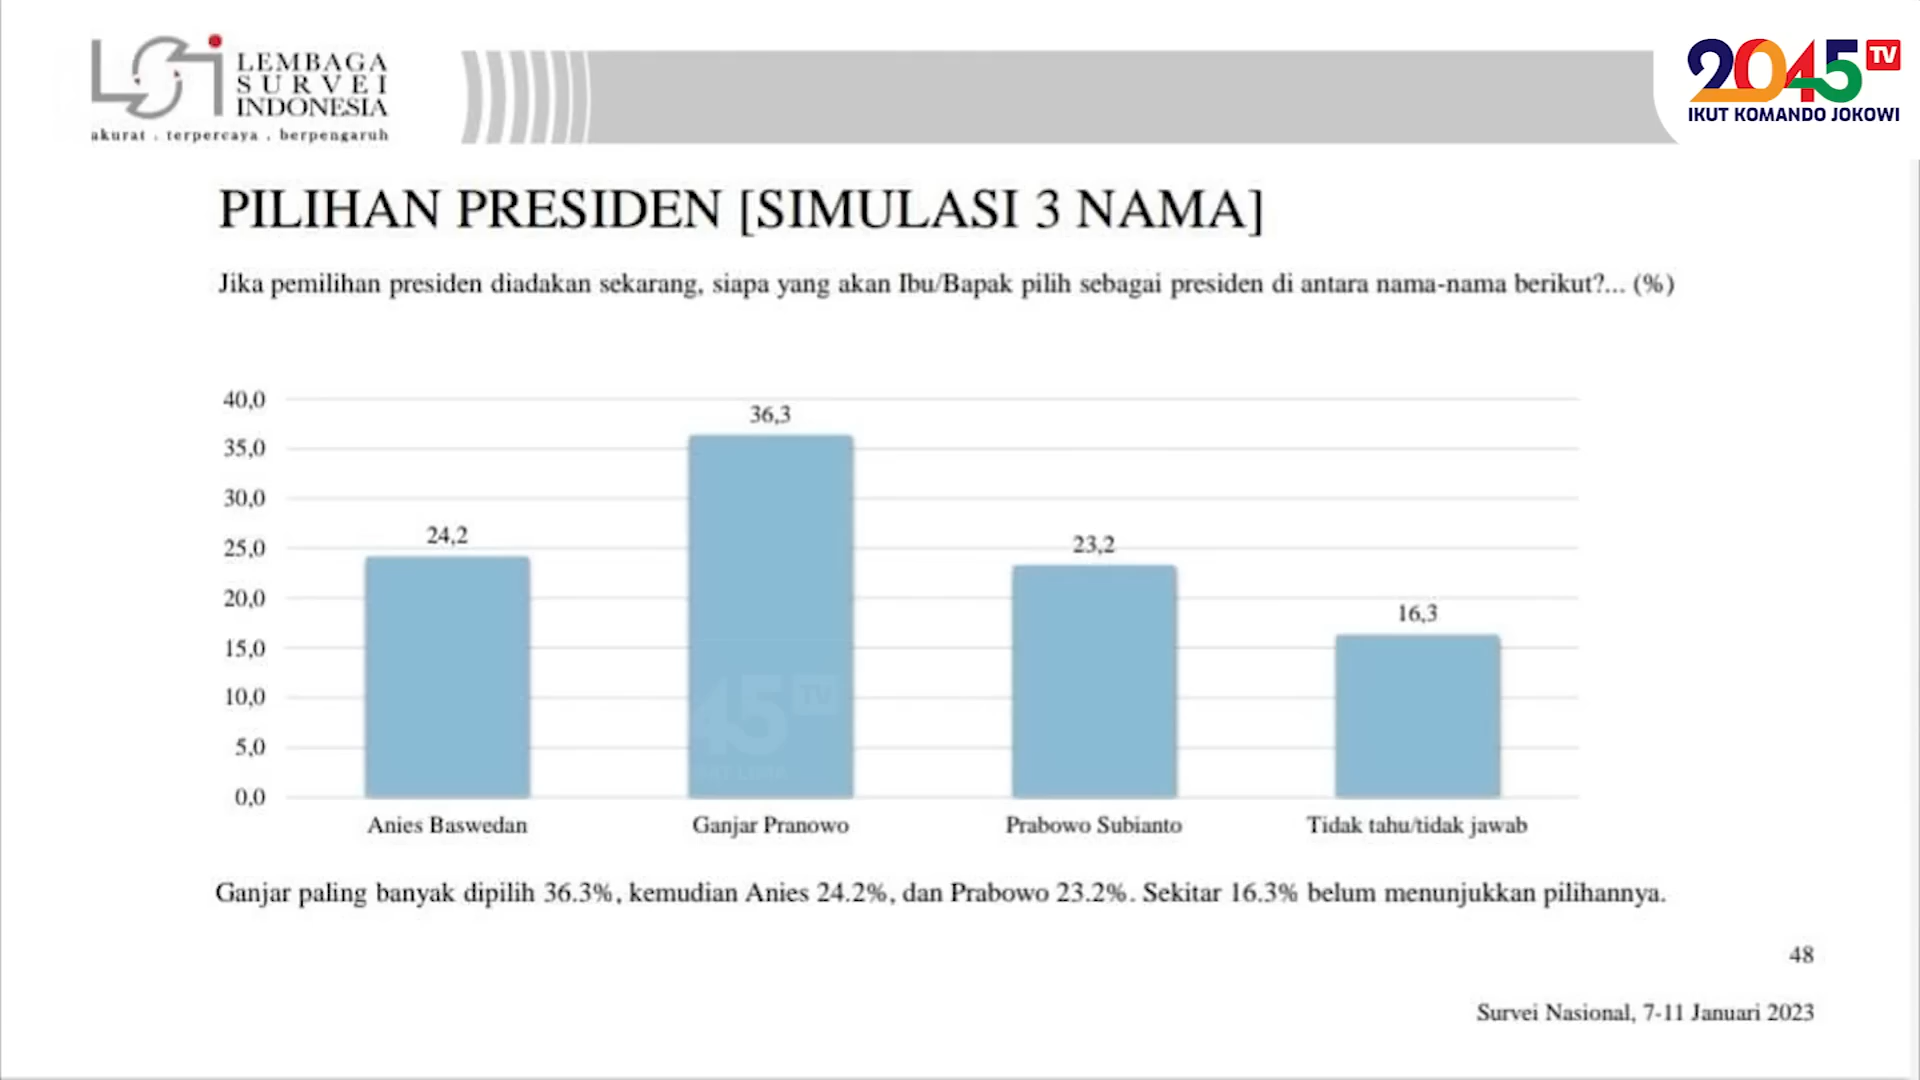 LSi LEMBAGA
SURVEI
INDONESIA
akurat . terpercaya . berpengaruh
2045 TV
IKUT KOMANDO JOKOWI
PILIHAN PRESIDEN [SIMULASI 3 NAMA]
Jika pemilihan presiden diadakan sekarang, siapa yang akan Ibu/Bapak pilih sebagai presiden di antara nama-nama berikut?... (%)
40,0
35,0
30,0
25,0
20,0
15,0
10,0
5,0
0,0
24,2
36,3
23,2
16,3
45 TV
Anies Baswedan
Ganjar Pranowo
Prabowo Subianto
Tidak tahu/tidak jawab
Ganjar paling banyak dipilih 36.3%, kemudian Anies 24.2%, dan Prabowo 23.2%. Sekitar 16.3% belum menunjukkan pilihannya.
48
Survei Nasional, 7-11 Januari 2023